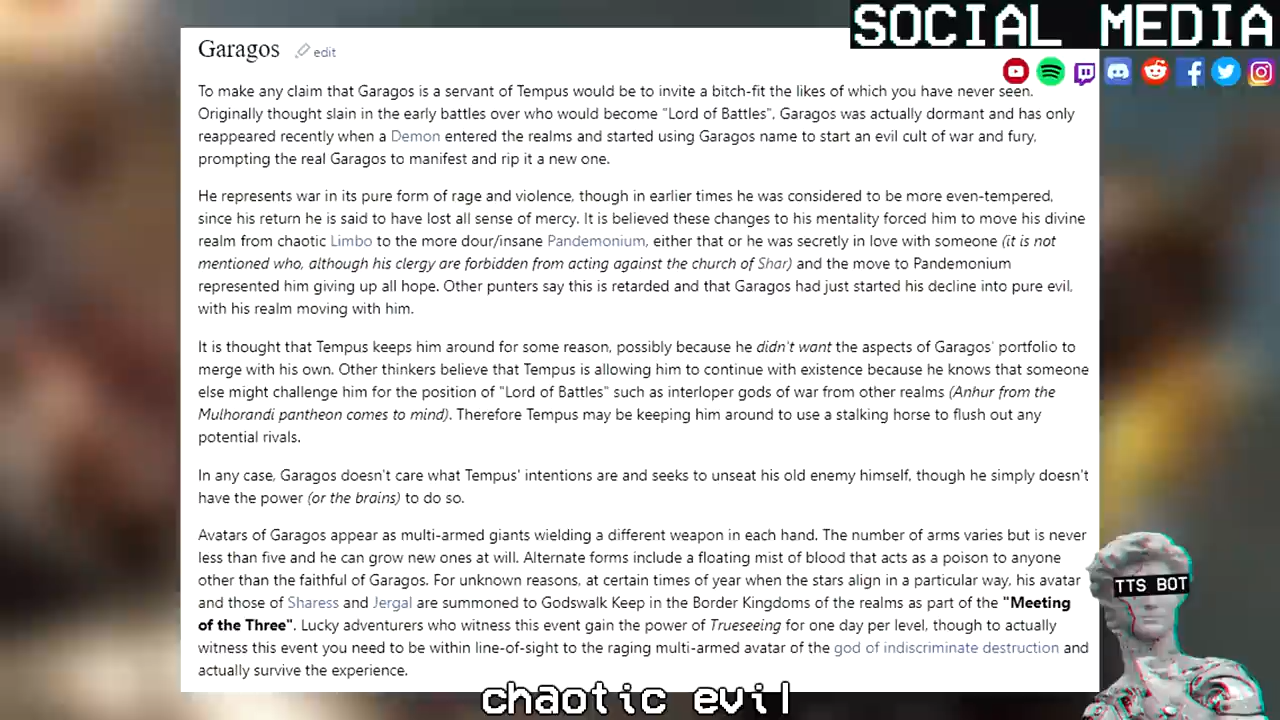 SOCIAL MEDIA
Garagos edit
To make any claim that Garagos is a servant of Tempus would be to invite a bitch-fit the likes of which you have never seen.
Originally thought slain in the early battles over who would become "Lord of Battles", Garagos was actually dormant and has only
reappeared recently when a Demon entered the realms and started using Garagos name to start an evil cult of war and fury,
prompting the real Garagos to manifest and rip it a new one.
He represents war in its pure form of rage and violence, though in earlier times he was considered to be more even-tempered,
since his return he is said to have lost all sense of mercy. It is believed these changes to his mentality forced him to move his divine
realm from chaotic Limbo to the more dour/insane Pandemonium, either that or he was secretly in love with someone (it is not
mentioned who, although his clergy are forbidden from acting against the church of Shar) and the move to Pandemonium
represented him giving up all hope. Other punters say this is retarded and that Garagos had just started his decline into pure evil,
with his realm moving with him.
It is thought that Tempus keeps him around for some reason, possibly because he didn't want the aspects of Garagos' portfolio to
merge with his own. Other thinkers believe that Tempus is allowing him to continue with existence because he knows that someone
else might challenge him for the position of "Lord of Battles" such as interloper gods of war from other realms (Anhur from the
Mulhorandi pantheon comes to mind). Therefore Tempus may be keeping him around to use a stalking horse to flush out any
potential rivals.
In any case, Garagos doesn't care what Tempus' intentions are and seeks to unseat his old enemy himself, though he simply doesn't
have the power (or the brains) to do so.
Avatars of Garagos appear as multi-armed giants wielding a different weapon in each hand. The number of arms varies but is never
less than five and he can grow new ones at will. Alternate forms include a floating mist of blood that acts as a poison to anyone
other than the faithful of Garagos. For unknown reasons, at certain times of year when the stars align in a particular way, his avatar
and those of Sharess and Jergal are summoned to Godswalk Keep in the Border Kingdoms of the realms as part of the "Meeting
of the Three". Lucky adventurers who witness this event gain the power of Trueseeing for one day per level, though to actually
witness this event you need to be within line-of-sight to the raging multi-armed avatar of the god of indiscriminate destruction and
actually survive the experience.
TTS BOT
chaotic evil